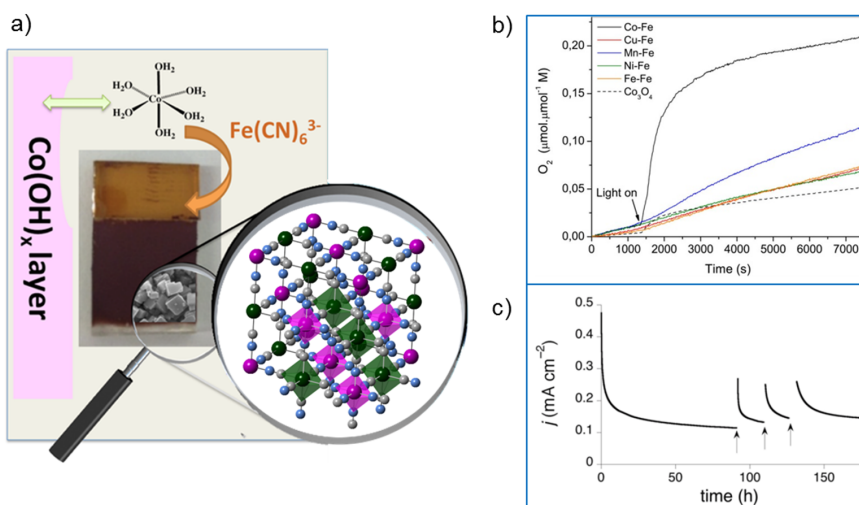 a)
Co(OH)ₓ layer
OH₂
H₂O
OH₂
Co
H₂O
OH₂
OH₂
Fe(CN)₆³⁻
b)
O₂ (μmol.μmol⁻¹ M)
0,20
0,15
0,10
0,05
0,00
Co-Fe
Cu-Fe
Mn-Fe
Ni-Fe
Fe-Fe
Co₃O₄
Light on
0 1000 2000 3000 4000 5000 6000 7000
Time (s)
c)
j (mA cm⁻²)
0.5
0.4
0.3
0.2
0.1
0
0 50 100 150
time (h)